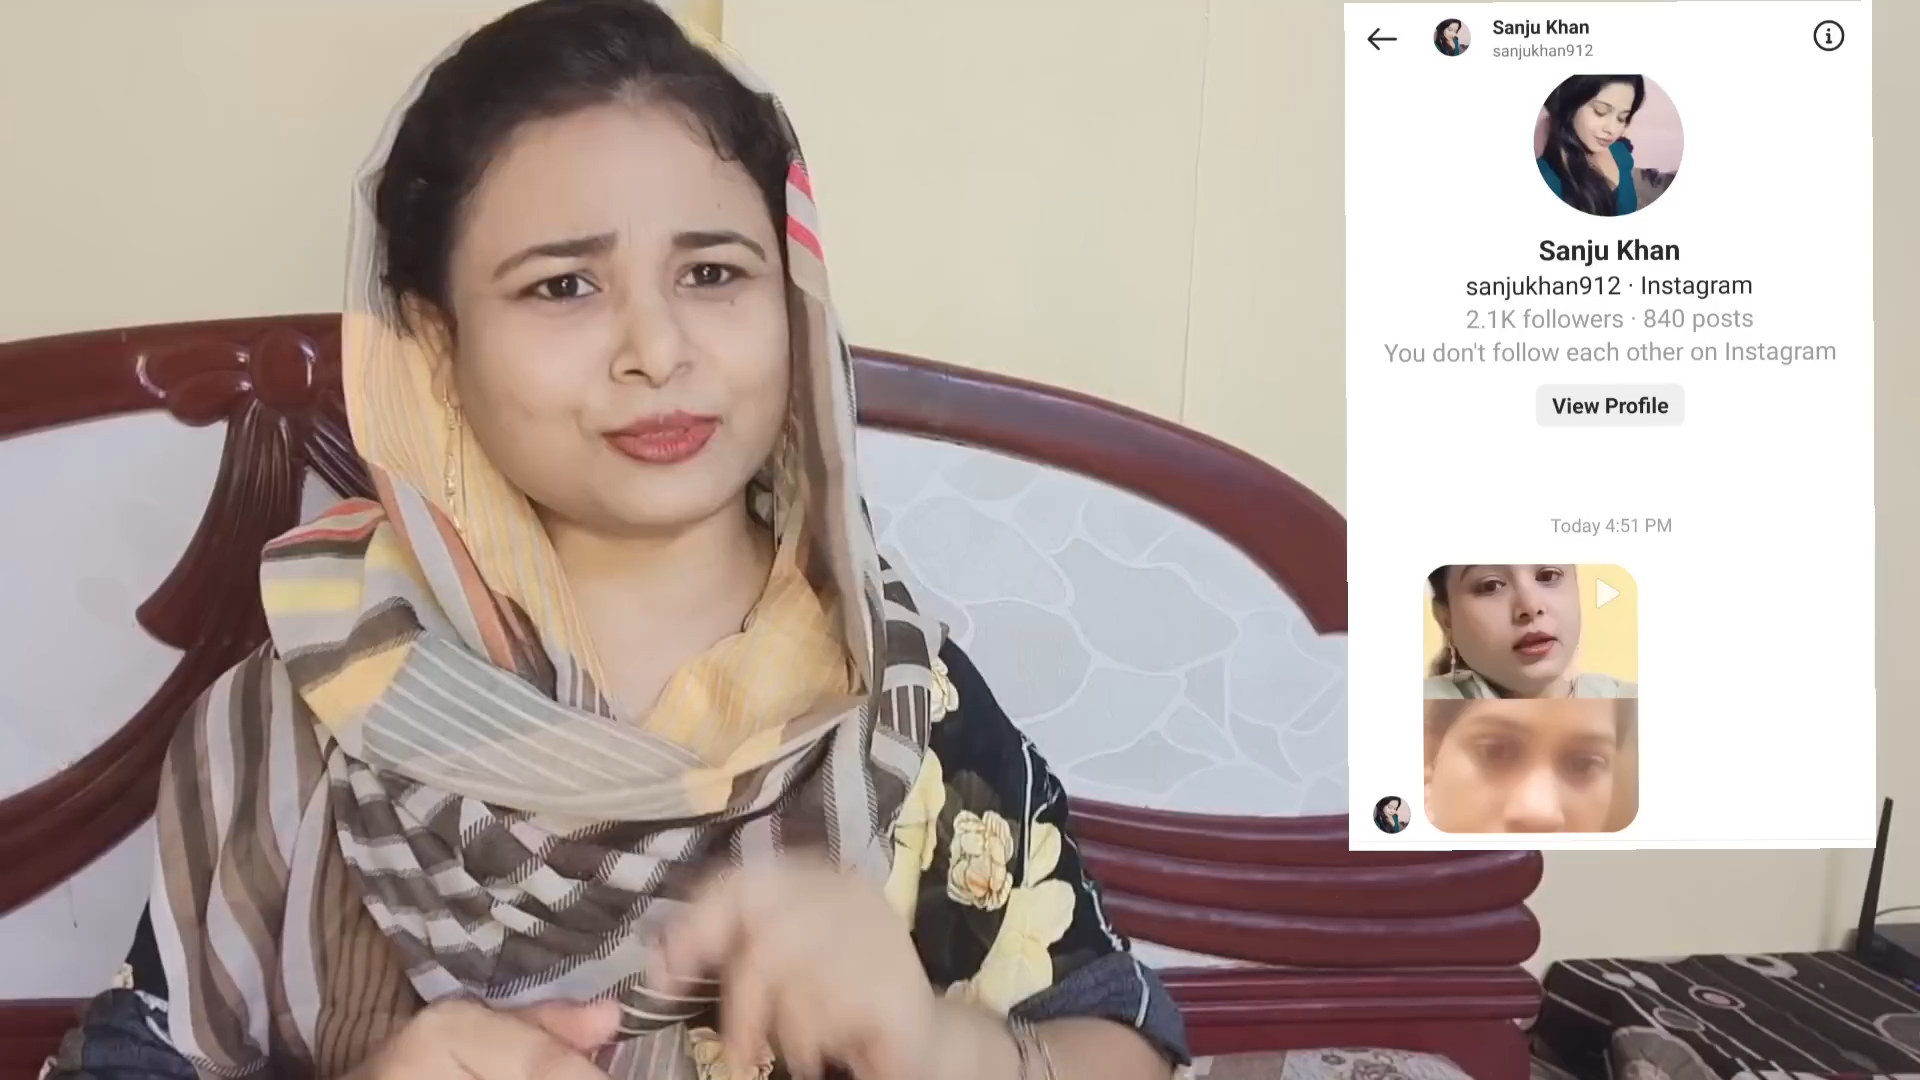 Sanju Khan
sanjukhan912
Sanju Khan
sanjukhan912 · Instagram
2.1K followers · 840 posts
You don't follow each other on Instagram
View Profile
Today 4:51 PM